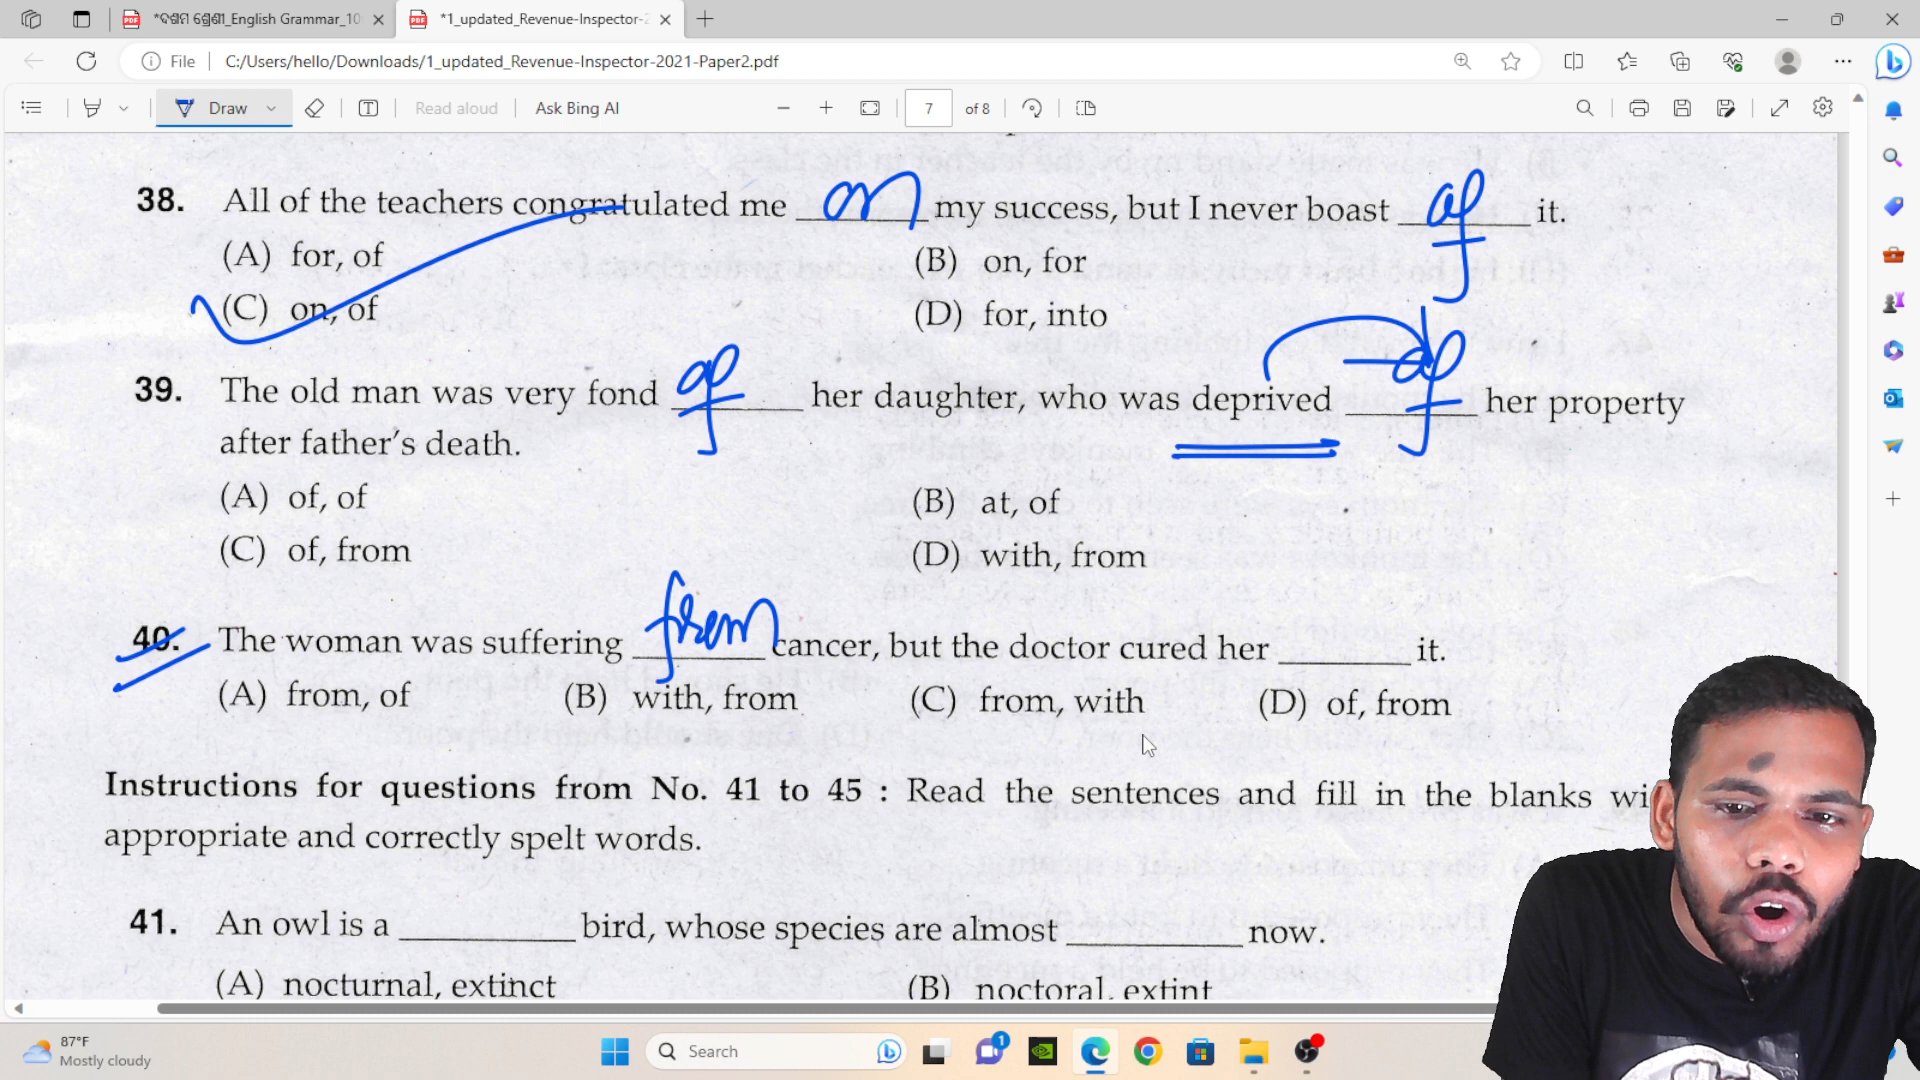 *ଦଶମ ଶ୍ରେଣୀ_English Grammar_10
*1_updated_Revenue-Inspector-2
File
C:/Users/hello/Downloads/1_updated_Revenue-Inspector-2021-Paper2.pdf
Draw
Read aloud
Ask Bing AI
7 of 8
38. All of the teachers congratulated me on my success, but I never boast of it.
(A) for, of (B) on, for
(C) on, of (D) for, into
39. The old man was very fond of her daughter, who was deprived of her property
after father's death.
(A) of, of (B) at, of
(C) of, from (D) with, from
40. The woman was suffering from cancer, but the doctor cured her ________ it.
(A) from, of (B) with, from (C) from, with (D) of, from
Instructions for questions from No. 41 to 45 : Read the sentences and fill in the blanks wi
appropriate and correctly spelt words.
41. An owl is a __________ bird, whose species are almost __________ now.
(A) nocturnal, extinct (B) noctoral, extint
87°F
Mostly cloudy
Search
1